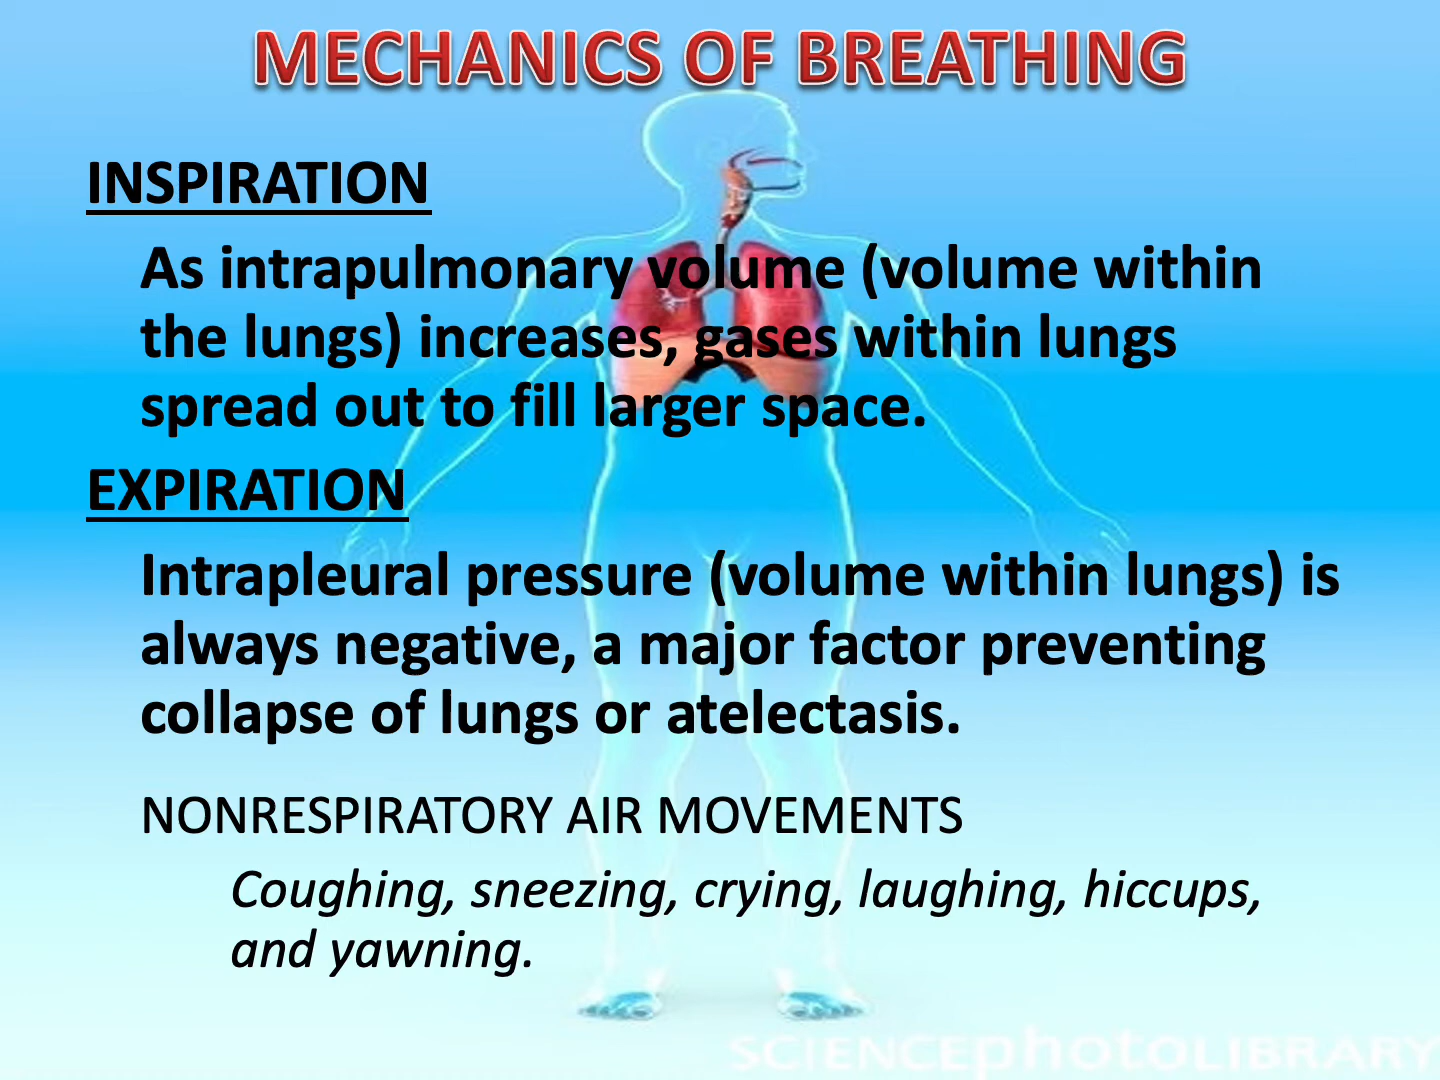 MECHANICS OF BREATHING
INSPIRATION
As intrapulmonary volume (volume within
the lungs) increases, gases within lungs
spread out to fill larger space.
EXPIRATION
Intrapleural pressure (volume within lungs) is
always negative, a major factor preventing
collapse of lungs or atelectasis.
NONRESPIRATORY AIR MOVEMENTS
Coughing, sneezing, crying, laughing, hiccups,
and yawning.
SCIENCEphotoLIBRARY